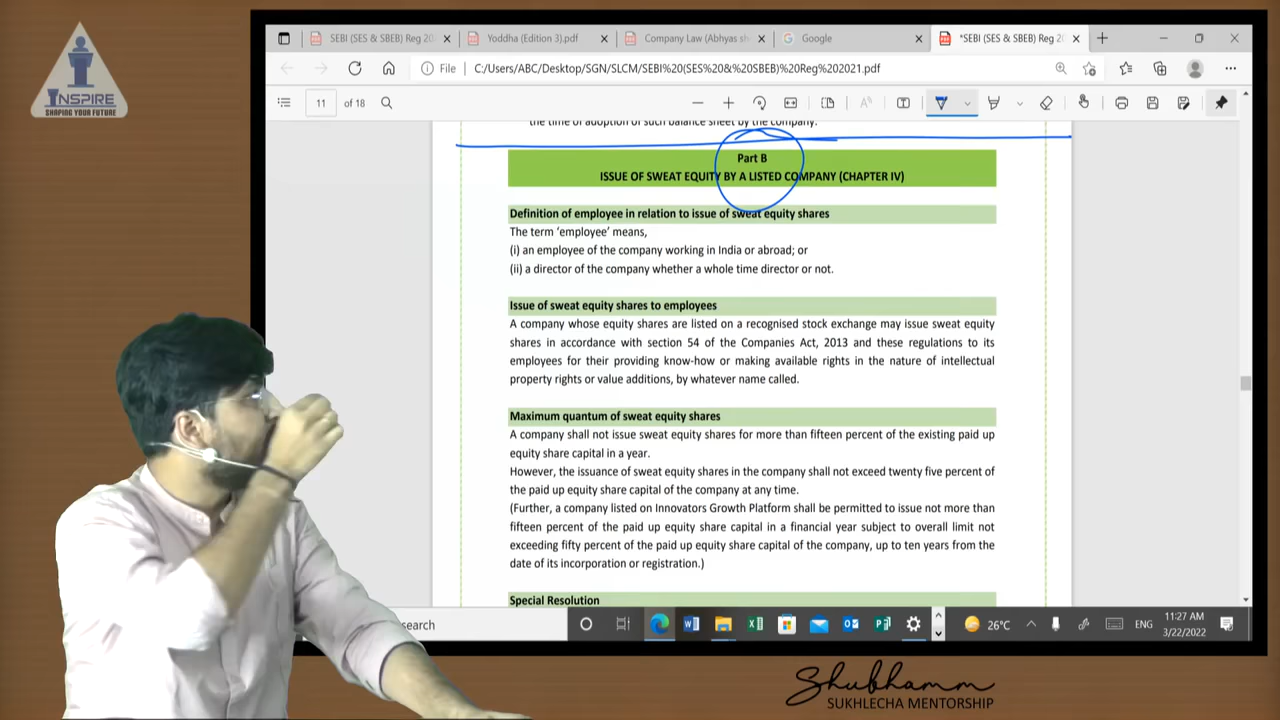 INSPIRE
SHAPING YOUR FUTURE
SEBI (SES & SBEB) Reg 20
Yoddha (Edition 3).pdf
Company Law (Abhyas sh
Google
*SEBI (SES & SBEB) Reg 20
File
C:/Users/ABC/Desktop/SGN/SLCM/SEBI%20(SES%20&%20SBEB)%20Reg%202021.pdf
11 of 18
the time of adoption of such balance sheet by the company.
Part B
ISSUE OF SWEAT EQUITY BY A LISTED COMPANY (CHAPTER IV)
Definition of employee in relation to issue of sweat equity shares
The term ‘employee’ means,
(i) an employee of the company working in India or abroad; or
(ii) a director of the company whether a whole time director or not.
Issue of sweat equity shares to employees
A company whose equity shares are listed on a recognised stock exchange may issue sweat equity
shares in accordance with section 54 of the Companies Act, 2013 and these regulations to its
employees for their providing know-how or making available rights in the nature of intellectual
property rights or value additions, by whatever name called.
Maximum quantum of sweat equity shares
A company shall not issue sweat equity shares for more than fifteen percent of the existing paid up
equity share capital in a year.
However, the issuance of sweat equity shares in the company shall not exceed twenty five percent of
the paid up equity share capital of the company at any time.
(Further, a company listed on Innovators Growth Platform shall be permitted to issue not more than
fifteen percent of the paid up equity share capital in a financial year subject to overall limit not
exceeding fifty percent of the paid up equity share capital of the company, up to ten years from the
date of its incorporation or registration.)
Special Resolution
search
26°C
ENG
11:27 AM
3/22/2022
Shubhamm
SUKHLECHA MENTORSHIP